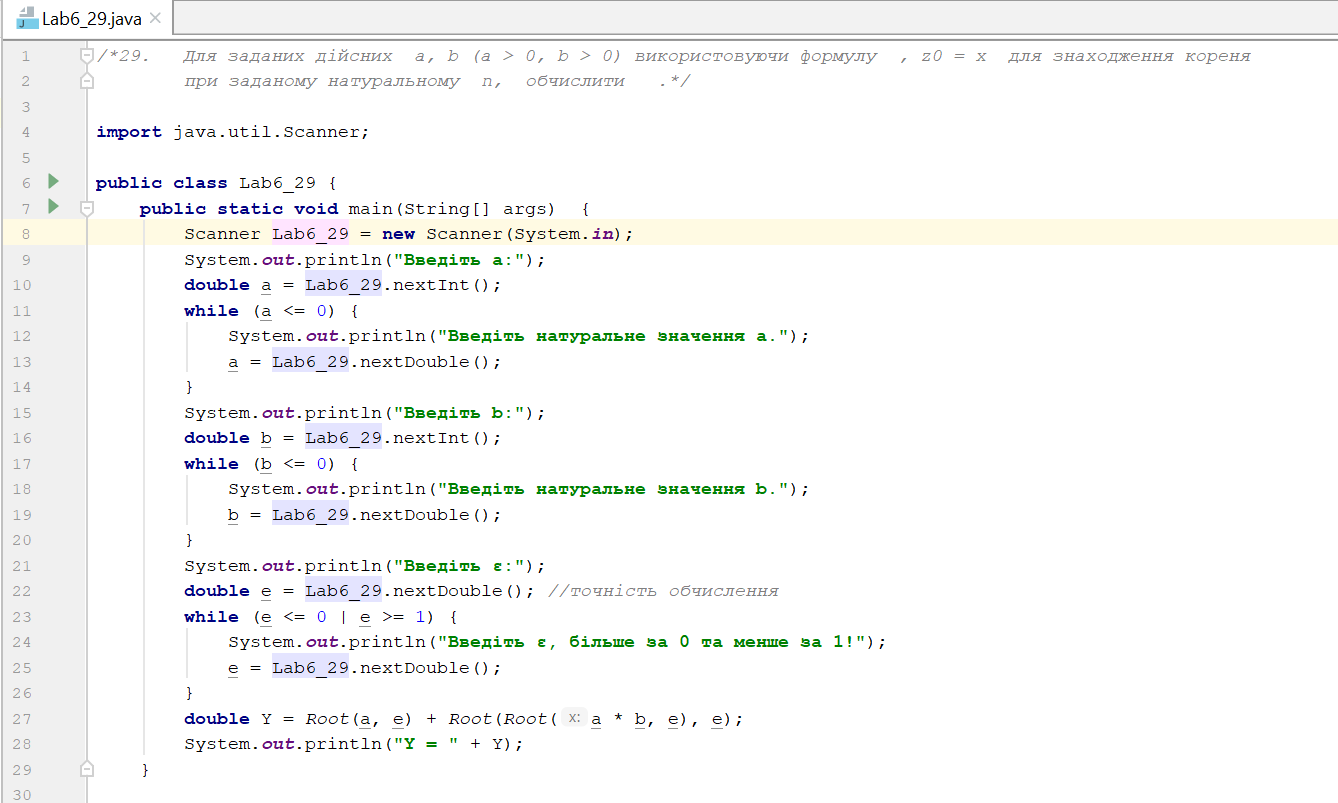 Lab6_29.java
1 /*29. Для заданих дійсних a, b (a > 0, b > 0) використовуючи формулу , z0 = x для знаходження кореня
2 при заданому натуральному n, обчислити .*/
3
4 import java.util.Scanner;
5
6 public class Lab6_29 {
7 public static void main(String[] args) {
8 Scanner Lab6_29 = new Scanner(System.in);
9 System.out.println("Введіть a:");
10 double a = Lab6_29.nextInt();
11 while (a <= 0) {
12 System.out.println("Введіть натуральне значення a.");
13 a = Lab6_29.nextDouble();
14 }
15 System.out.println("Введіть b:");
16 double b = Lab6_29.nextInt();
17 while (b <= 0) {
18 System.out.println("Введіть натуральне значення b.");
19 b = Lab6_29.nextDouble();
20 }
21 System.out.println("Введіть ε:");
22 double e = Lab6_29.nextDouble(); //точність обчислення
23 while (e <= 0 | e >= 1) {
24 System.out.println("Введіть ε, більше за 0 та менше за 1!");
25 e = Lab6_29.nextDouble();
26 }
27 double Y = Root(a, e) + Root(Root( x: a * b, e), e);
28 System.out.println("Y = " + Y);
29 }
30